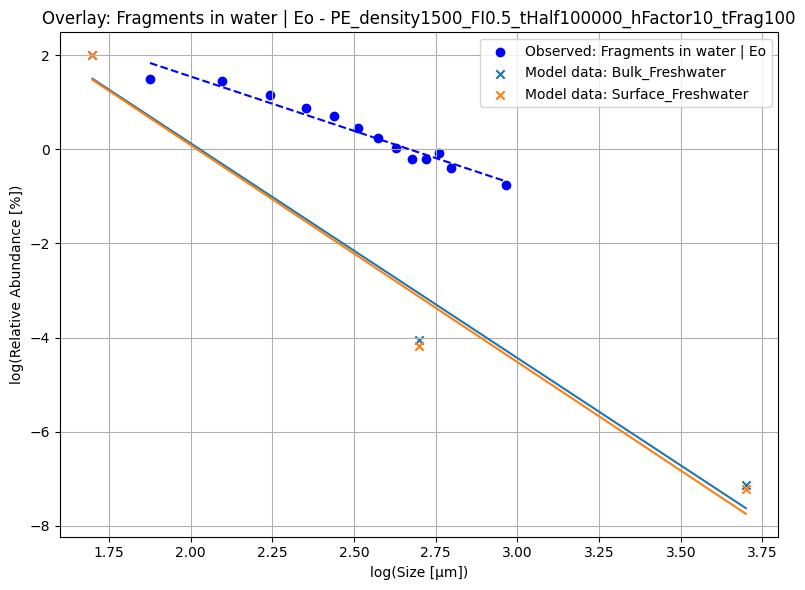 Overlay: Fragments in water | Eo - PE_density1500_FI0.5_tHalf100000_hFactor10_tFrag100
Observed: Fragments in water | Eo
Model data: Bulk_Freshwater
Model data: Surface_Freshwater
log(Relative Abundance [%])
2
0
−2
−4
−6
−8
1.75
2.00
2.25
2.50
2.75
3.00
3.25
3.50
3.75
log(Size [µm])